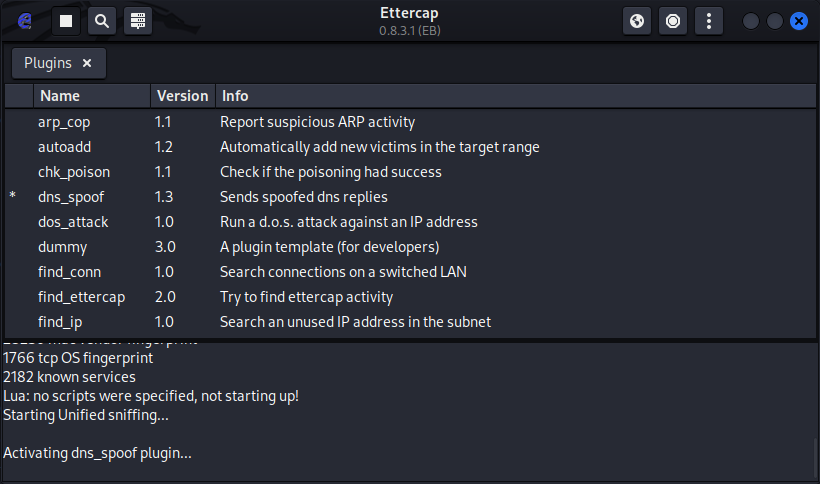 Ettercap
0.8.3.1 (EB)
Plugins ×
Name Version Info
arp_cop 1.1 Report suspicious ARP activity
autoadd 1.2 Automatically add new victims in the target range
chk_poison 1.1 Check if the poisoning had success
* dns_spoof 1.3 Sends spoofed dns replies
dos_attack 1.0 Run a d.o.s. attack against an IP address
dummy 3.0 A plugin template (for developers)
find_conn 1.0 Search connections on a switched LAN
find_ettercap 2.0 Try to find ettercap activity
find_ip 1.0 Search an unused IP address in the subnet
fingerprint
1766 tcp OS fingerprint
2182 known services
Lua: no scripts were specified, not starting up!
Starting Unified sniffing...
Activating dns_spoof plugin...